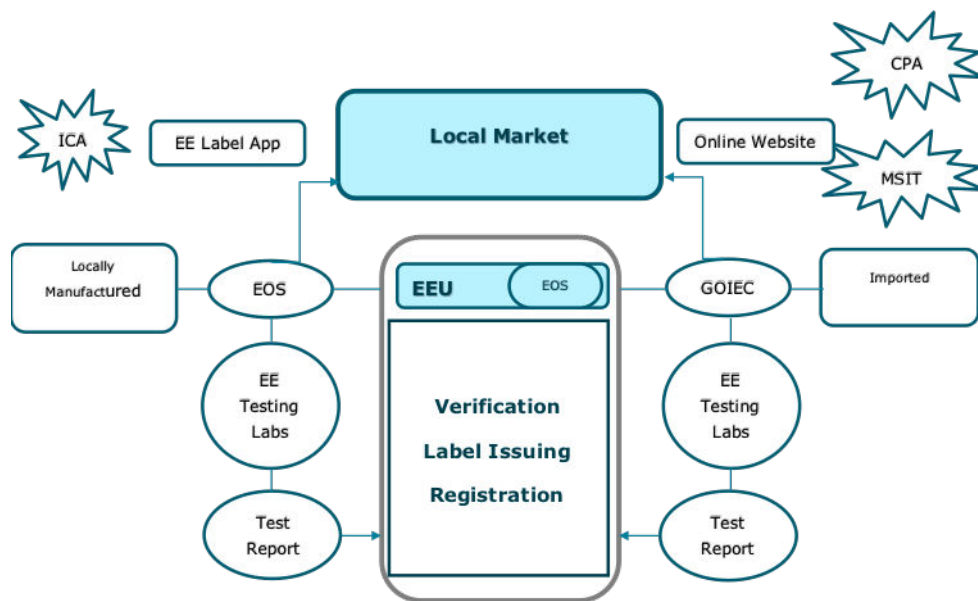 CPA
ICA
EE Label App
Local Market
Online Website
MSIT
Locally
Manufactured
EOS
EEU
EOS
GOIEC
Imported
EE
Testing
Labs
Verification
Label Issuing
Registration
EE
Testing
Labs
Test
Report
Test
Report